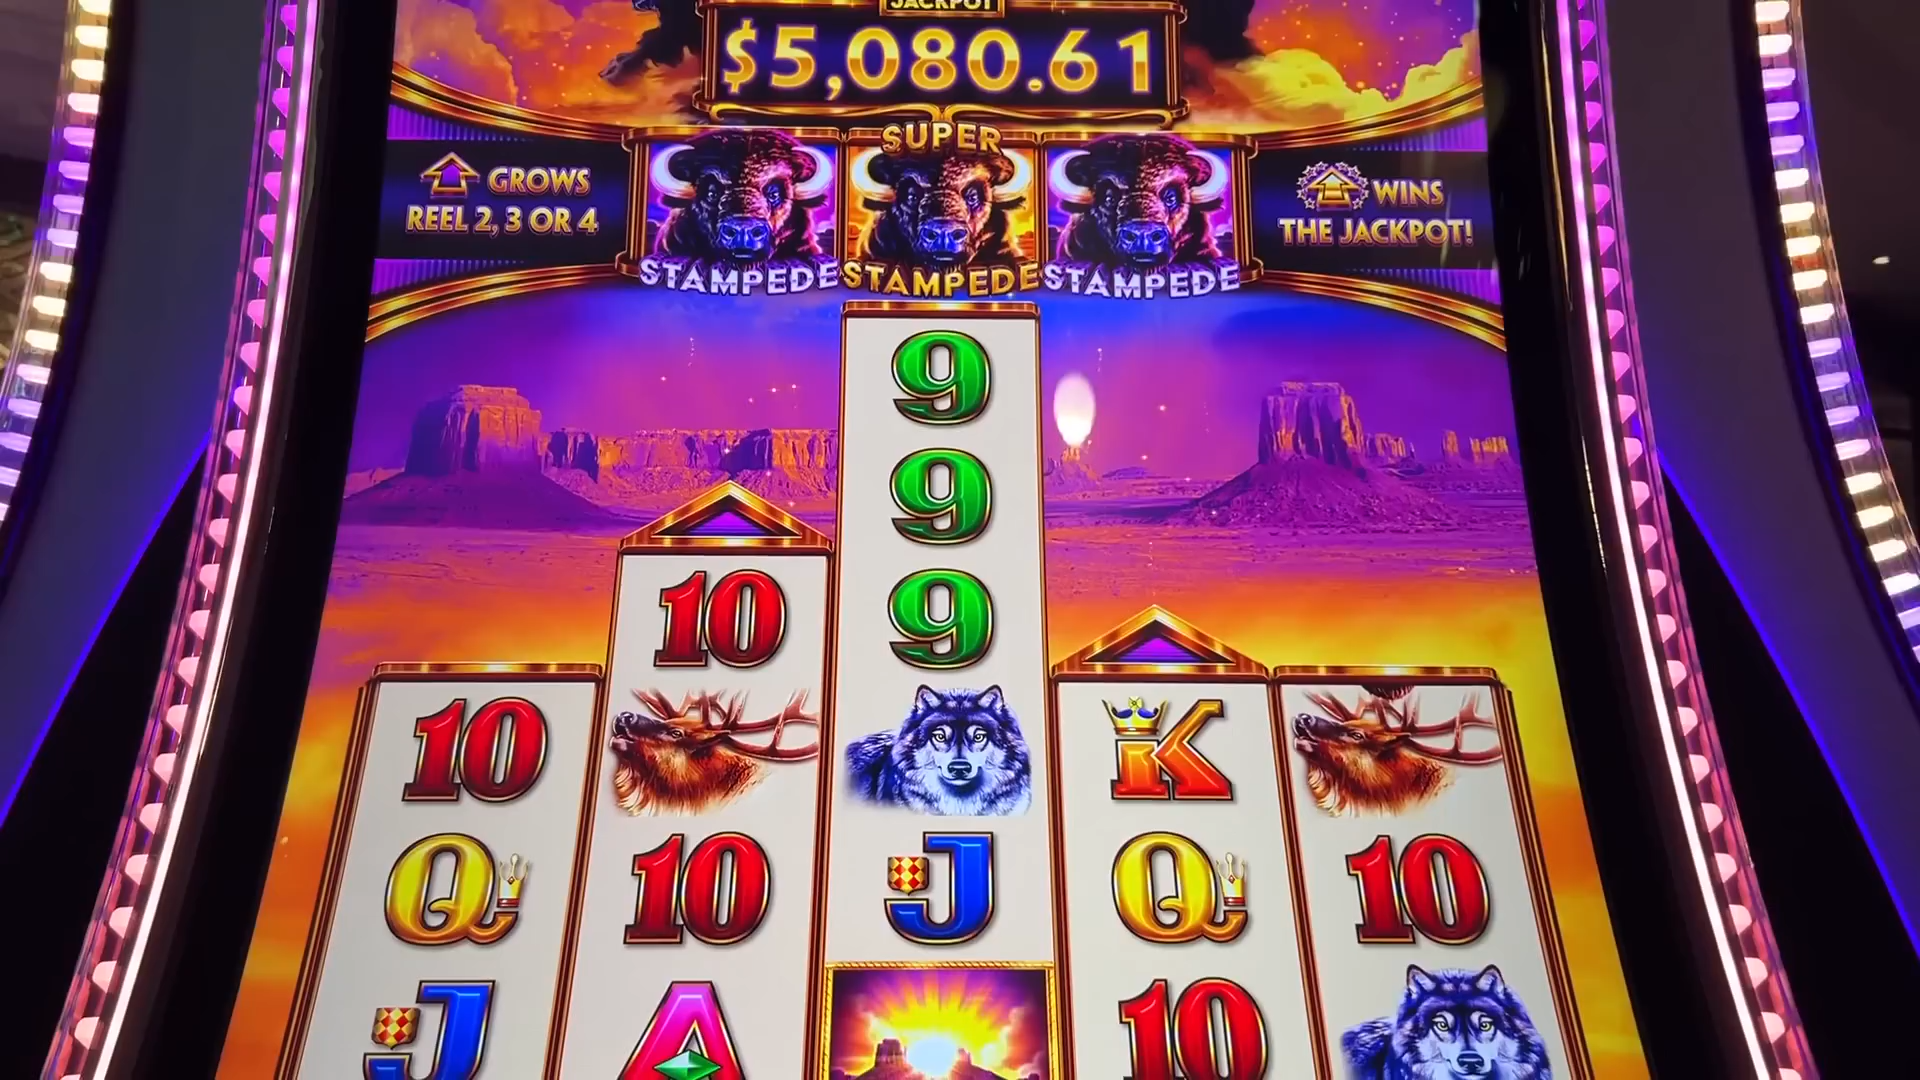 JACKPOT
$5,080.61
GROWS
REEL 2, 3 OR 4
SUPER
WINS
THE JACKPOT!
STAMPEDE
STAMPEDE
STAMPEDE
9
9
10
9
10
K
Q
10
J
Q
10
J
A
10